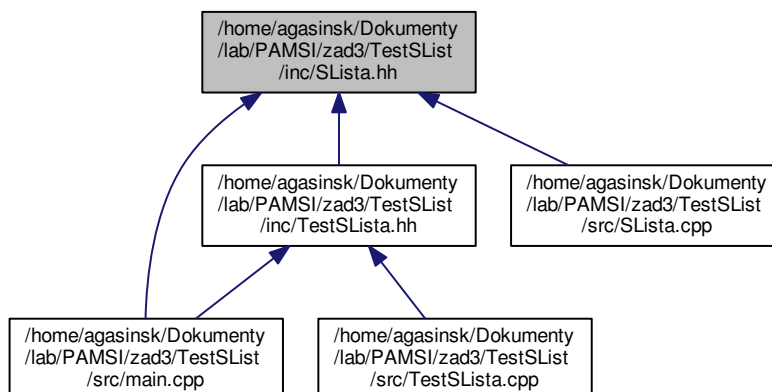 /home/agasinsk/Dokumenty
/lab/PAMSI/zad3/TestSList
/inc/SLista.hh
/home/agasinsk/Dokumenty
/lab/PAMSI/zad3/TestSList
/inc/TestSLista.hh
/home/agasinsk/Dokumenty
/lab/PAMSI/zad3/TestSList
/src/SLista.cpp
/home/agasinsk/Dokumenty
/lab/PAMSI/zad3/TestSList
/src/main.cpp
/home/agasinsk/Dokumenty
/lab/PAMSI/zad3/TestSList
/src/TestSLista.cpp